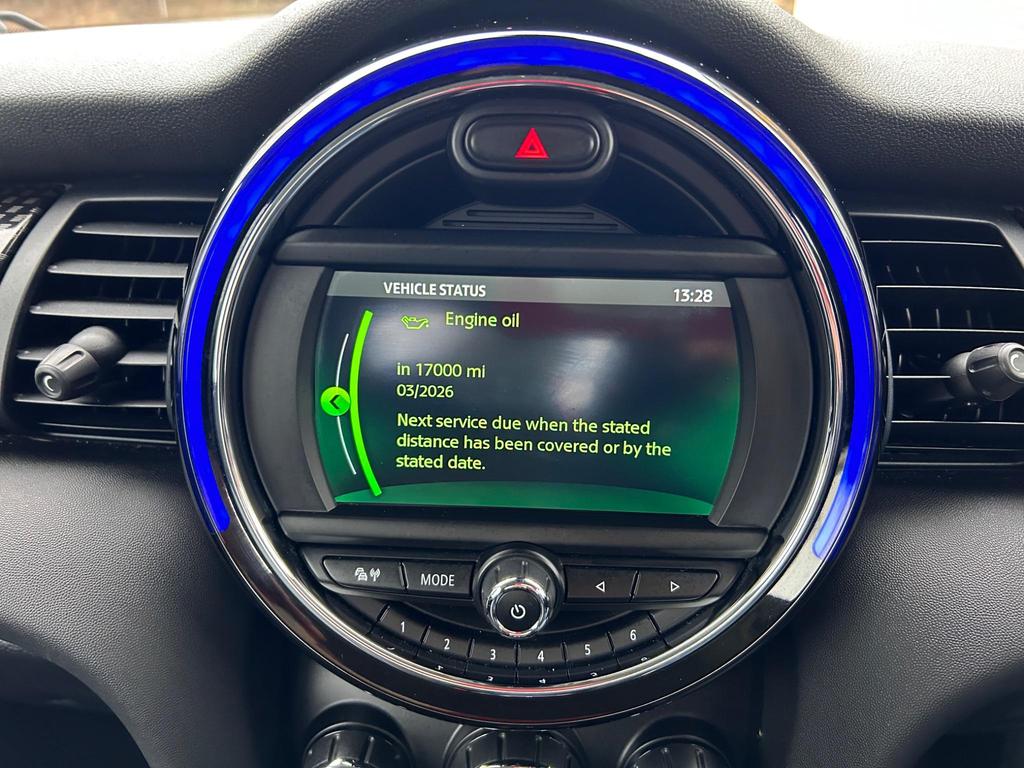 VEHICLE STATUS 13:28
Engine oil
in 17000 mi
03/2026
Next service due when the stated
distance has been covered or by the
stated date.
MODE
1 2 3 4 5 6